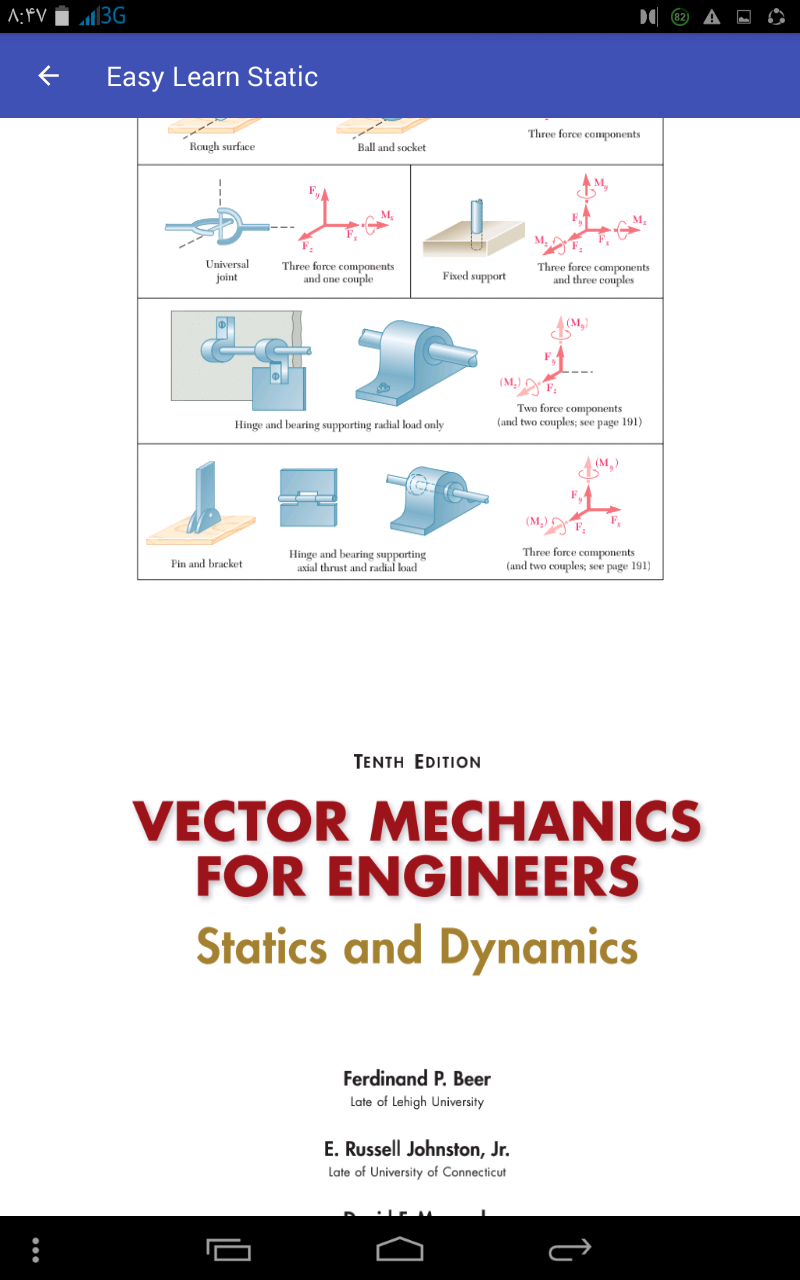 ۸:۴۷ 3G 82
Easy Learn Static
Rough surface
Ball and socket
Three force components
Universal
joint
Fy
Fz
Fx
Mx
Three force components
and one couple
Fixed support
My
Fy
Mx
Mz
Fz
Fx
Three force components
and three couples
Hinge and bearing supporting radial load only
(My)
Fy
(Mz)
Fz
Two force components
(and two couples; see page 191)
Pin and bracket
Hinge and bearing supporting
axial thrust and radial load
(My)
Fy
(Mz)
Fz
Fx
Three force components
(and two couples; see page 191)
TENTH EDITION
VECTOR MECHANICS
FOR ENGINEERS
Statics and Dynamics
Ferdinand P. Beer
Late of Lehigh University
E. Russell Johnston, Jr.
Late of University of Connecticut